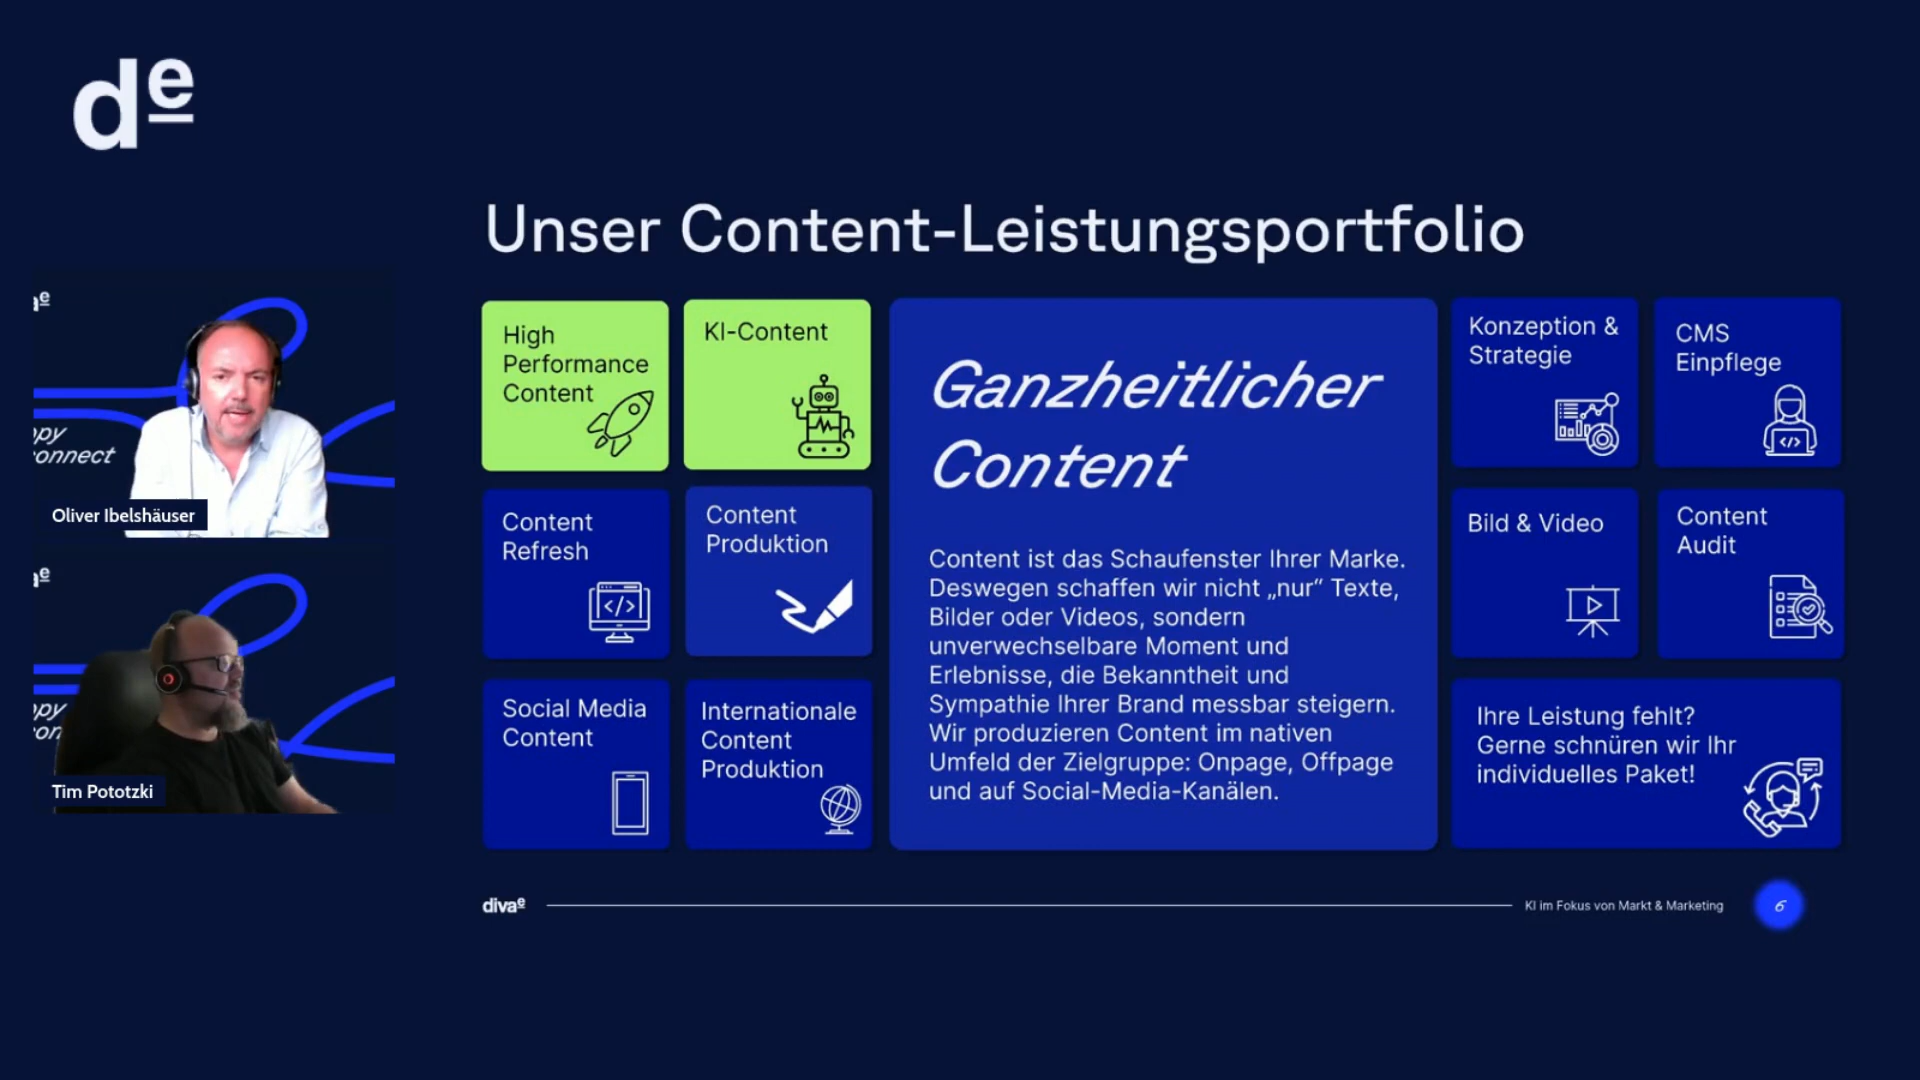 de
Unser Content-Leistungsportfolio
High
Performance
Content
KI-Content
Content
Refresh
Content
Produktion
Social Media
Content
Internationale
Content
Produktion
Ganzheitlicher
Content
Content ist das Schaufenster Ihrer Marke.
Deswegen schaffen wir nicht „nur“ Texte,
Bilder oder Videos, sondern
unverwechselbare Moment und
Erlebnisse, die Bekanntheit und
Sympathie Ihrer Brand messbar steigern.
Wir produzieren Content im nativen
Umfeld der Zielgruppe: Onpage, Offpage
und auf Social-Media-Kanälen.
Konzeption &
Strategie
CMS
Einpflege
Bild & Video
Content
Audit
Ihre Leistung fehlt?
Gerne schnüren wir Ihr
individuelles Paket!
Oliver Ibelshäuser
Tim Pototzki
divae
KI im Fokus von Markt & Marketing
6